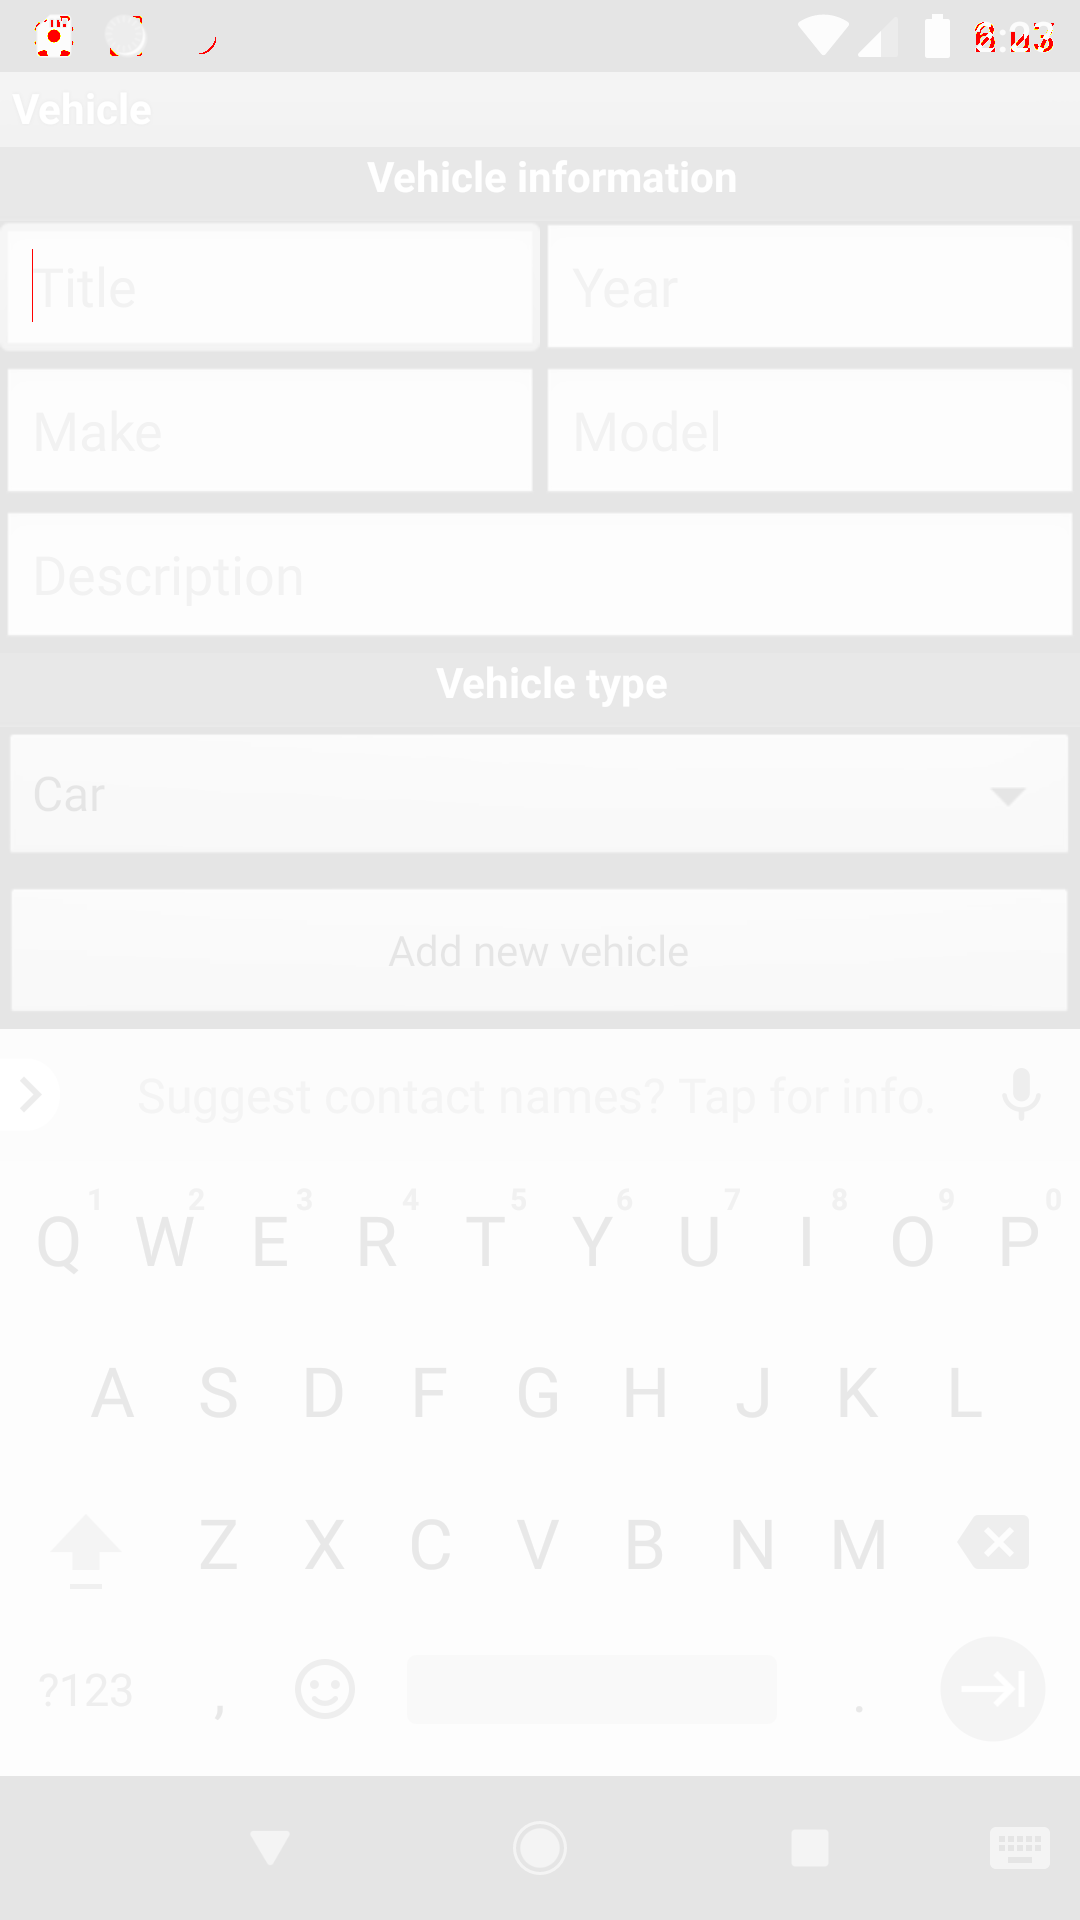 Vehicle
Vehicle information
Title Year
Make Model
Description
Vehicle type
Car
Add new vehicle
Suggest contact names? Tap for info.
1 2 3 4 5 6 7 8 9 0
Q W E R T Y U I O P
A S D F G H J K L
Z X C V B N M
?123 , .